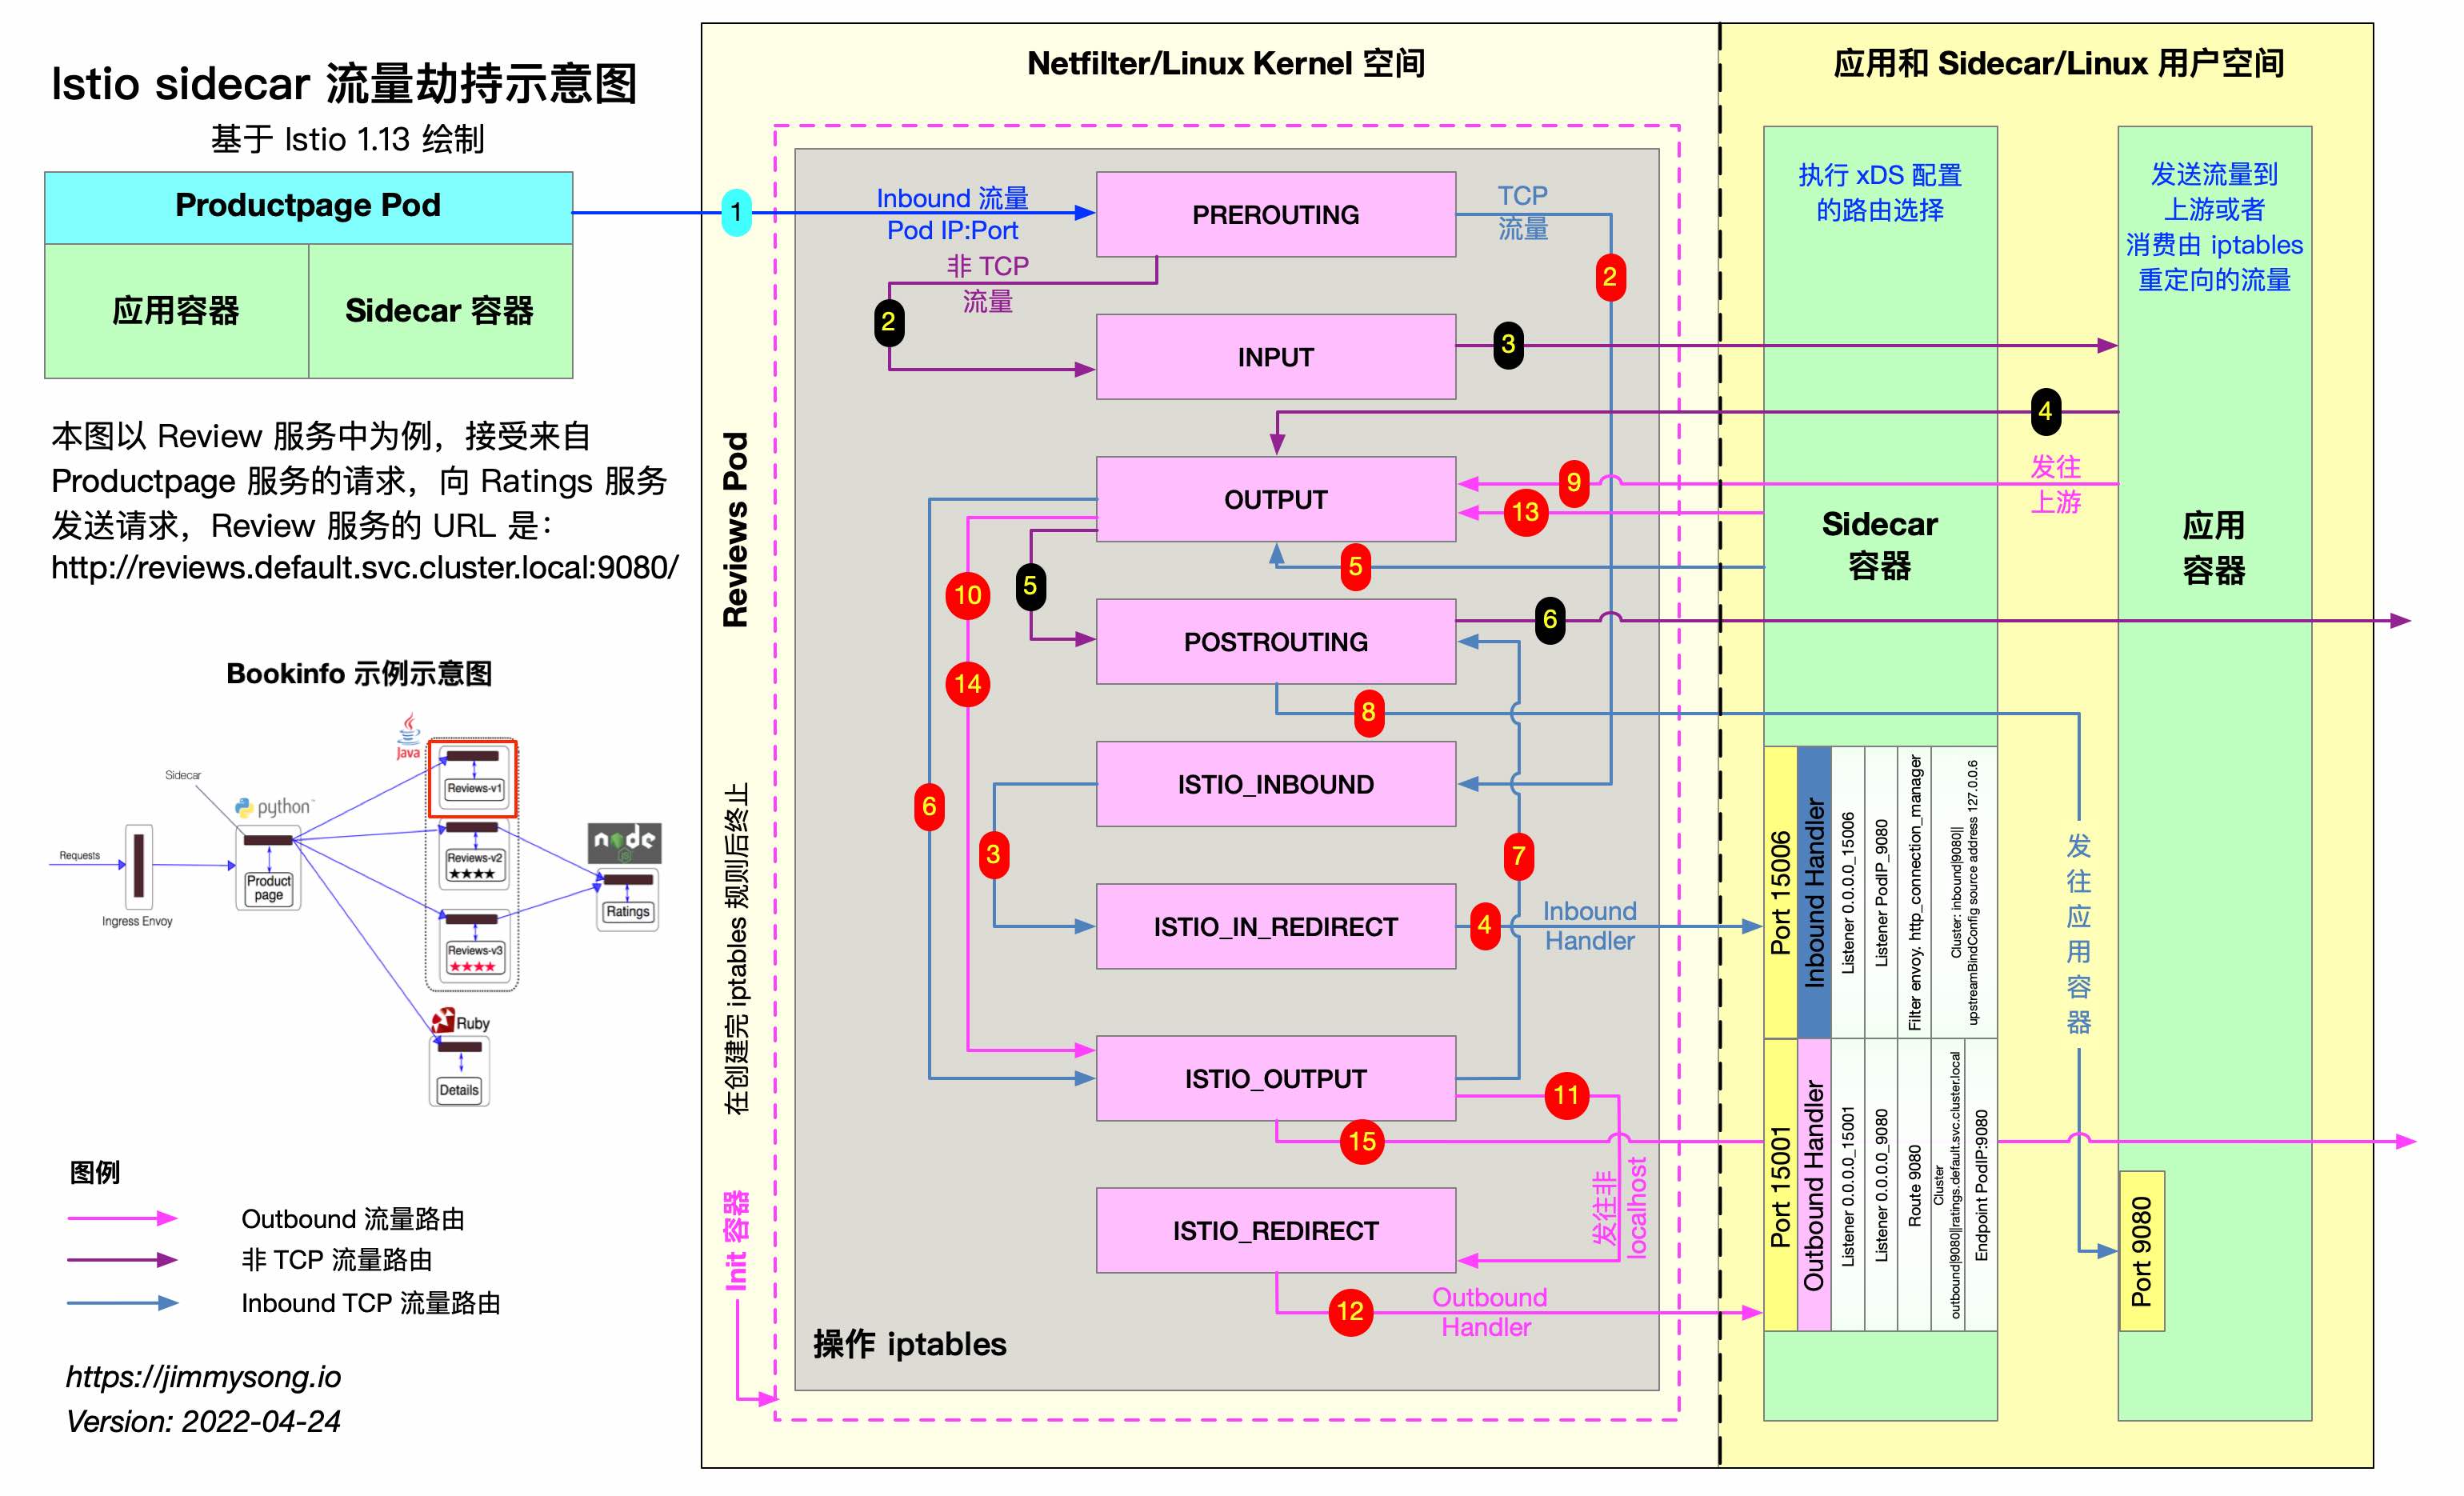 Istio sidecar 流量劫持示意图
基于 Istio 1.13 绘制
Productpage Pod
应用容器
Sidecar 容器
本图以 Review 服务中为例，接受来自
Productpage 服务的请求，向 Ratings 服务
发送请求，Review 服务的 URL 是：
http://reviews.default.svc.cluster.local:9080/
Bookinfo 示例示意图
Java
Sidecar
python™
Requests
Ingress Envoy
Product
page
Reviews-v1
Reviews-v2
★★★★
Reviews-v3
★★★★
node
Ratings
Ruby
Details
图例
Outbound 流量路由
非 TCP 流量路由
Inbound TCP 流量路由
https://jimmysong.io
Version: 2022-04-24
Netfilter/Linux Kernel 空间
Reviews Pod
在创建完 iptables 规则后终止
Init 容器
1
Inbound 流量
Pod IP:Port
PREROUTING
TCP
流量
2
非 TCP
流量
2
INPUT
3
4
OUTPUT
9
13
5
10
5
POSTROUTING
6
14
8
ISTIO_INBOUND
6
3
7
ISTIO_IN_REDIRECT
4
Inbound
Handler
ISTIO_OUTPUT
11
15
发往非
localhost
ISTIO_REDIRECT
12
Outbound
Handler
操作 iptables
应用和 Sidecar/Linux 用户空间
执行 xDS 配置
的路由选择
Sidecar
容器
发往
上游
发送流量到
上游或者
消费由 iptables
重定向的流量
应用
容器
Port 15006
Inbound Handler
Listener 0.0.0.0_15006
Listener PodIP_9080
Filter envoy. http_connection_manager
Cluster: inbound|9080||
upstreamBindConfig source address 127.0.0.6
Port 15001
Outbound Handler
Listener 0.0.0.0_15001
Listener 0.0.0.0_9080
Route 9080
Cluster
outbound|9080||ratings.default.svc.cluster.local
Endpoint PodIP:9080
发往应用容器
Port 9080